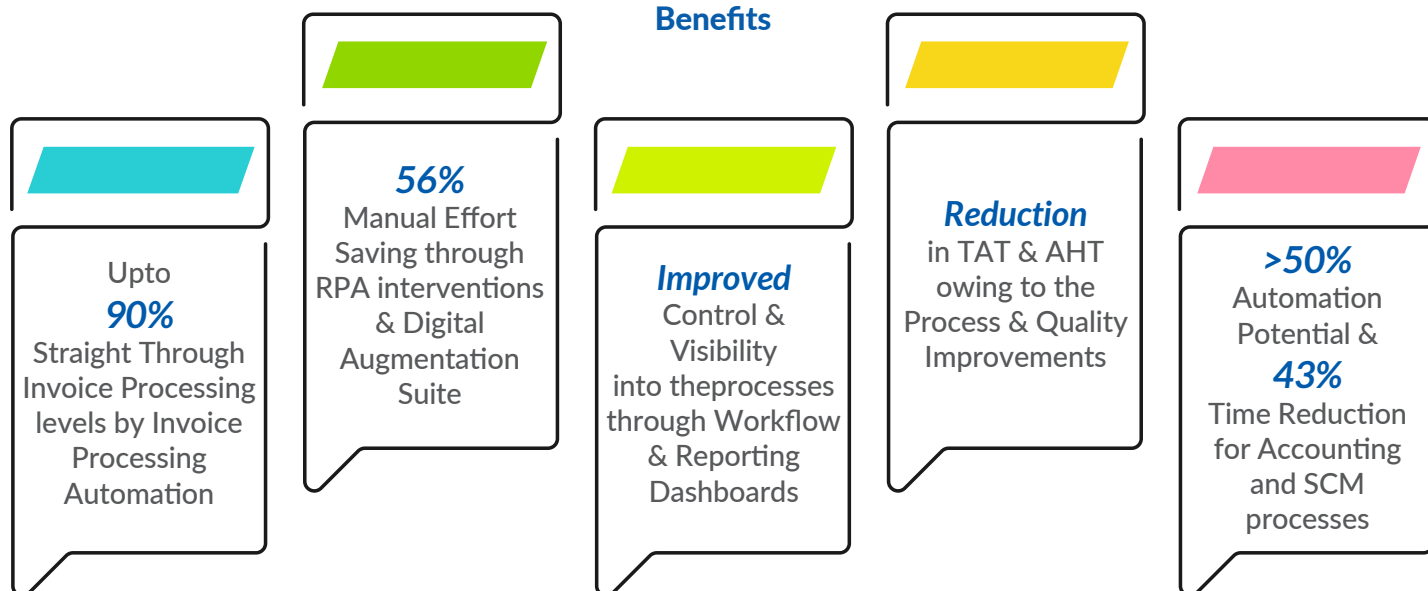 Benefits
Upto
90%
Straight Through
Invoice Processing
levels by Invoice
Processing
Automation
56%
Manual Effort
Saving through
RPA interventions
& Digital
Augmentation
Suite
Improved
Control &
Visibility
into theprocesses
through Workflow
& Reporting
Dashboards
Reduction
in TAT & AHT
owing to the
Process & Quality
Improvements
>50%
Automation
Potential &
43%
Time Reduction
for Accounting
and SCM
processes